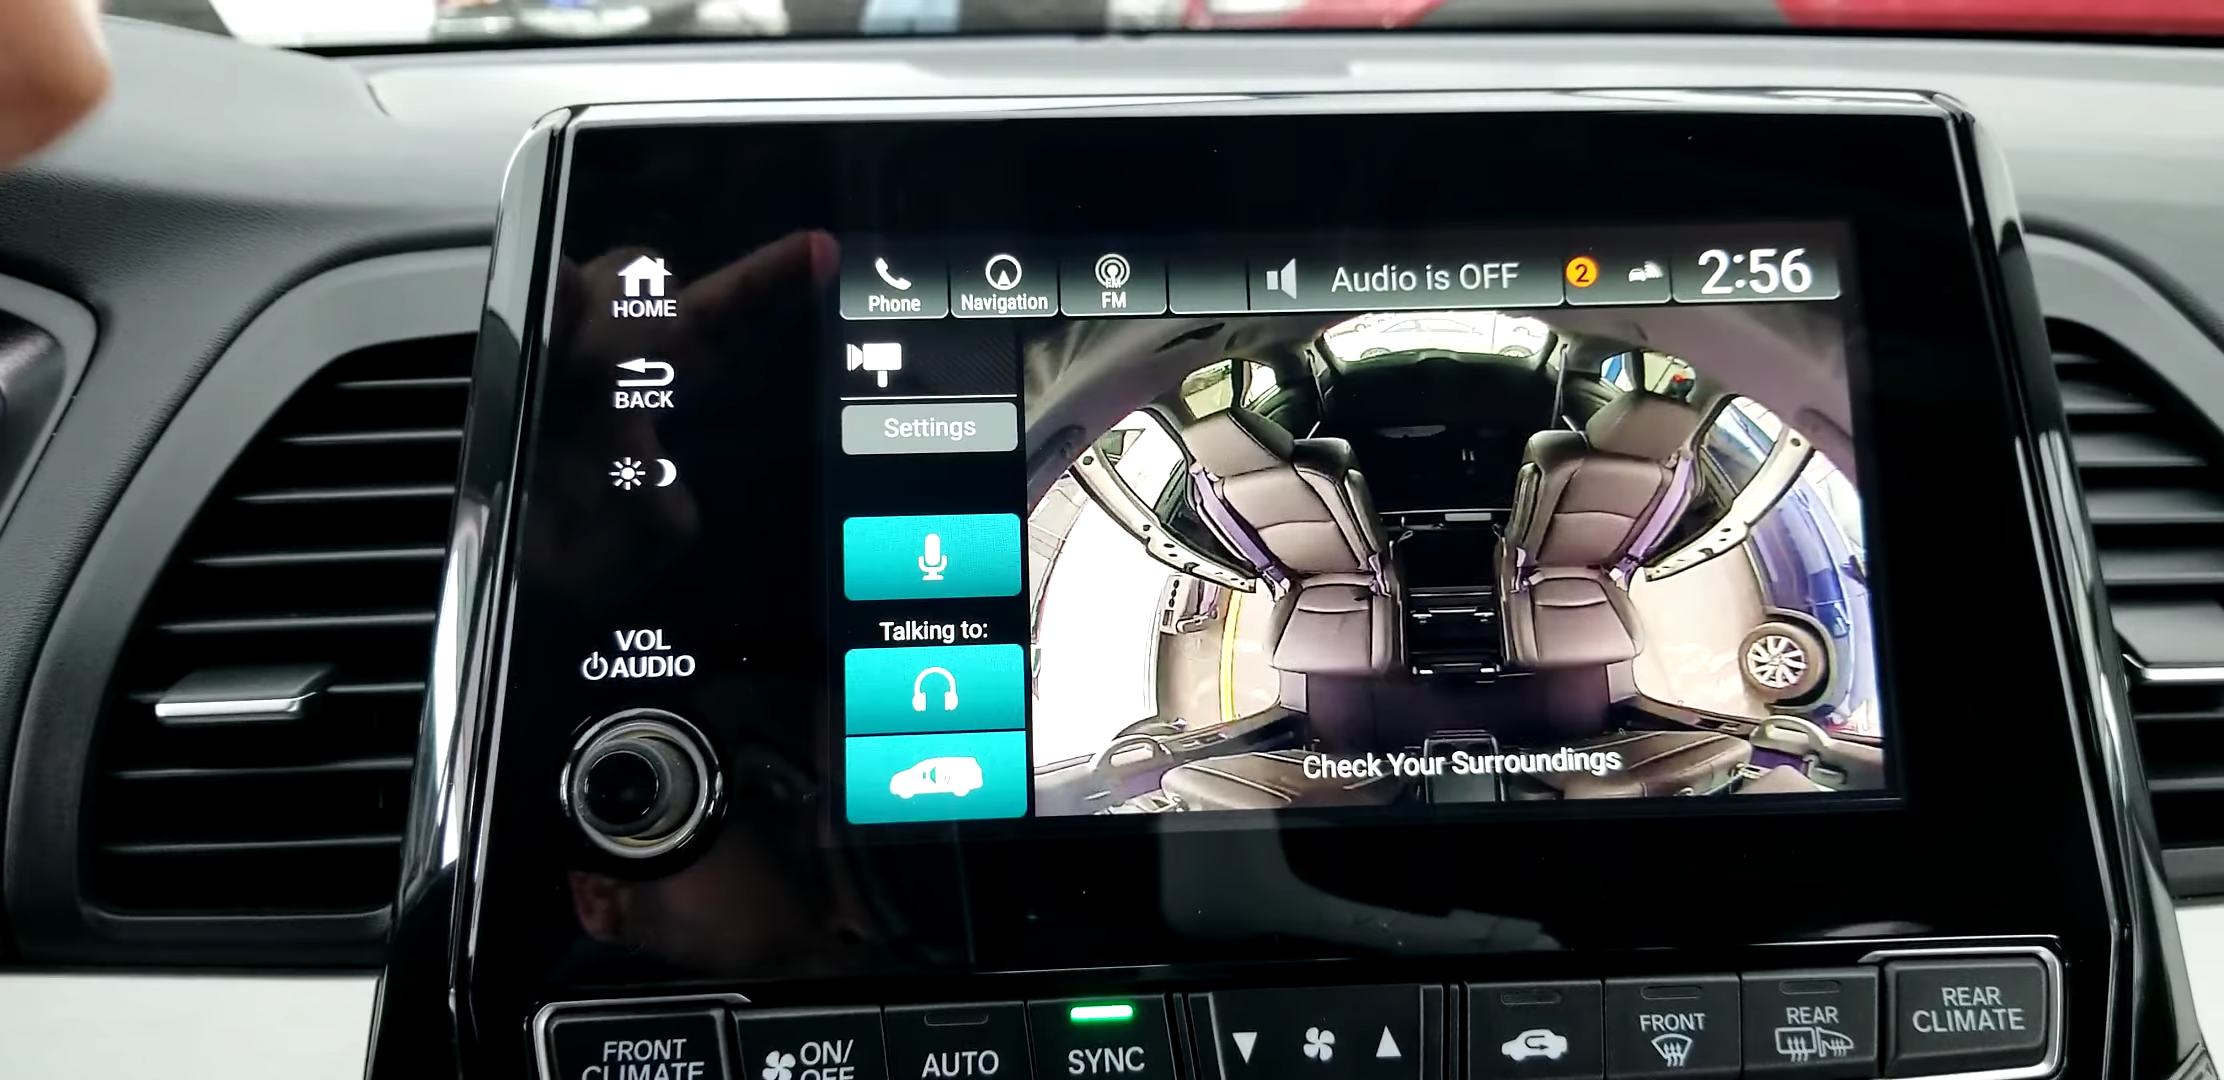 HOME
BACK
VOL
AUDIO
Phone
Navigation
FM
Audio is OFF
2
2:56
Settings
Talking to:
Check Your Surroundings
FRONT
CLIMATE
ON/
OFF
AUTO
SYNC
FRONT
REAR
REAR
CLIMATE